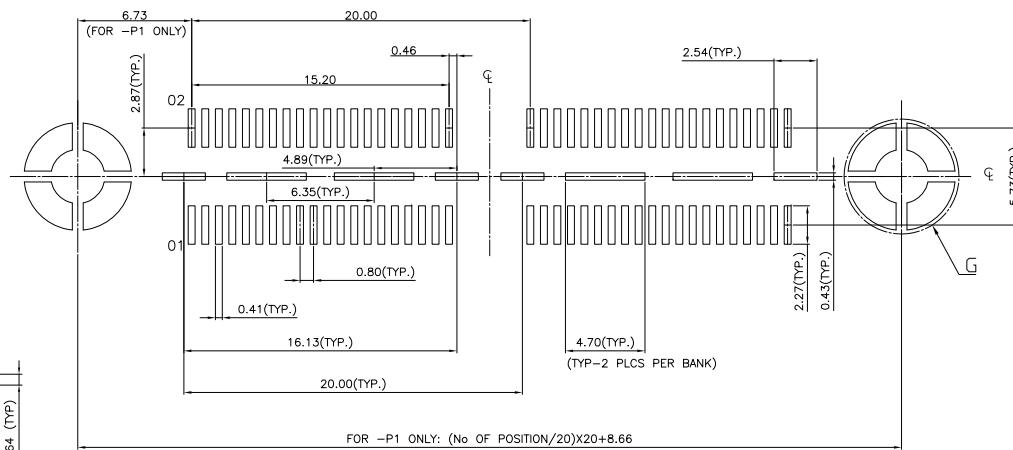 6.73
20.00
(FOR -P1 ONLY)
0.46
2.54(TYP.)
15.20
2.87(TYP.)
℄
02
4.89(TYP.)
℄
6.35(TYP.)
01
0.80(TYP.)
G
2.27(TYP.)
0.43(TYP.)
0.41(TYP.)
16.13(TYP.)
4.70(TYP.)
(TYP-2 PLCS PER BANK)
20.00(TYP.)
(TYP)
FOR -P1 ONLY: (No OF POSITION/20)X20+8.66